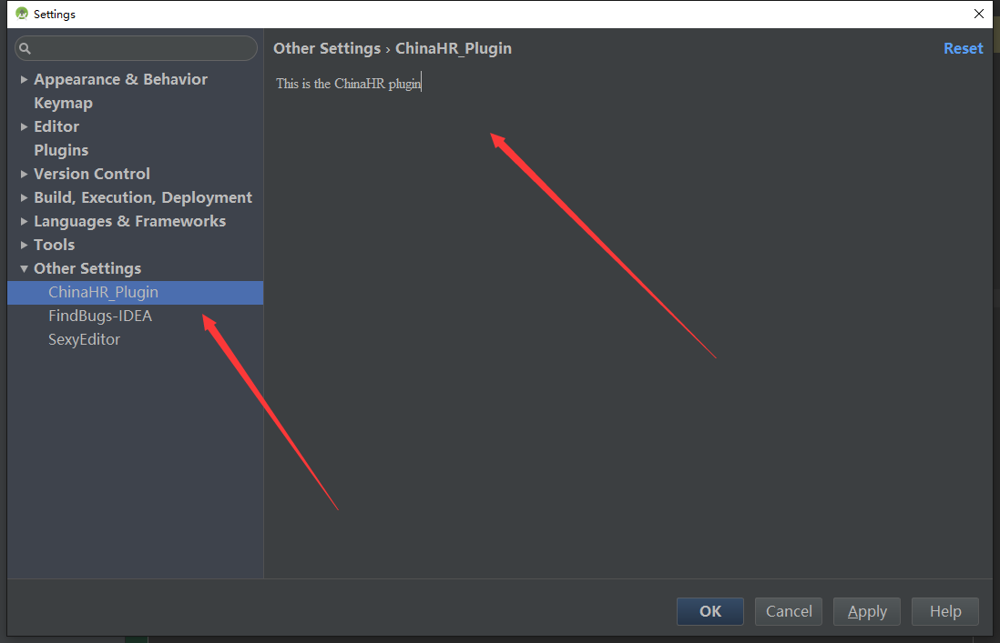 Settings
Other Settings › ChinaHR_Plugin
Reset
This is the ChinaHR plugin
Appearance & Behavior
Keymap
Editor
Plugins
Version Control
Build, Execution, Deployment
Languages & Frameworks
Tools
Other Settings
ChinaHR_Plugin
FindBugs-IDEA
SexyEditor
OK
Cancel
Apply
Help